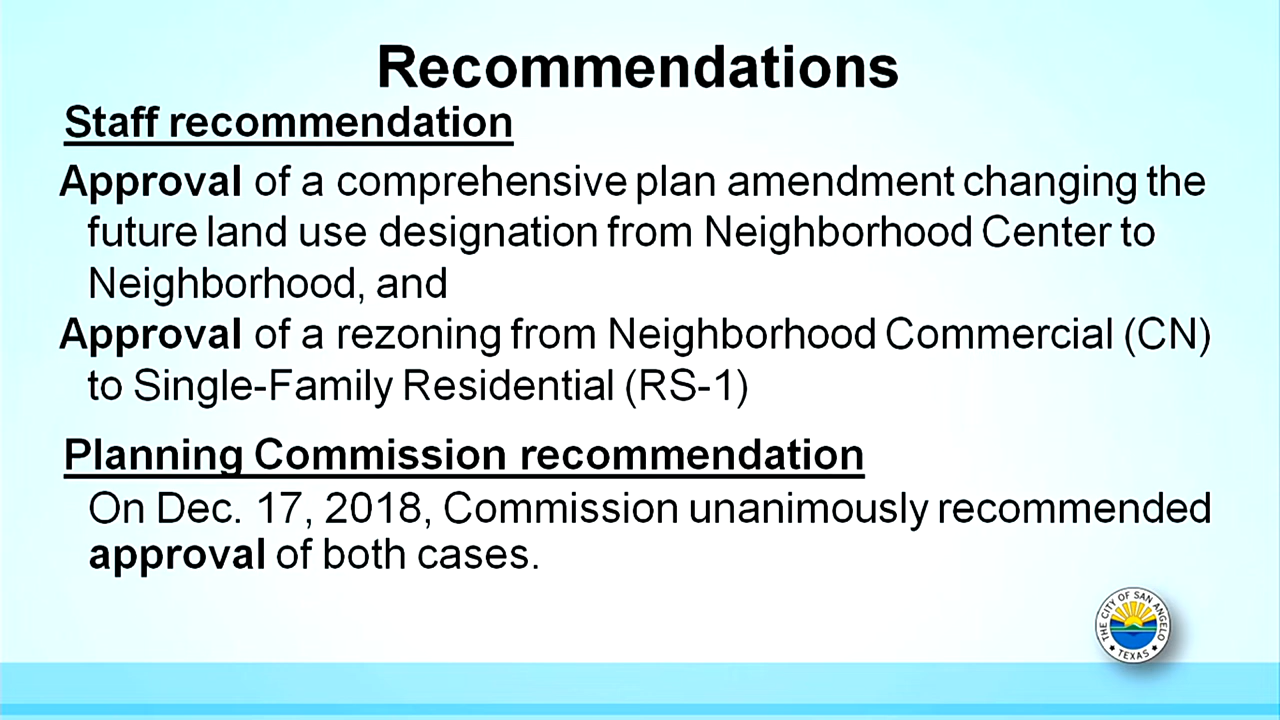 Recommendations
Staff recommendation
Approval of a comprehensive plan amendment changing the
future land use designation from Neighborhood Center to
Neighborhood, and
Approval of a rezoning from Neighborhood Commercial (CN)
to Single-Family Residential (RS-1)
Planning Commission recommendation
On Dec. 17, 2018, Commission unanimously recommended
approval of both cases.
THE CITY OF SAN ANGELO
TEXAS